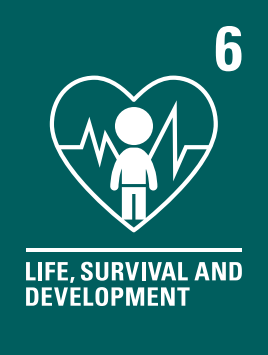 6
LIFE, SURVIVAL AND
DEVELOPMENT